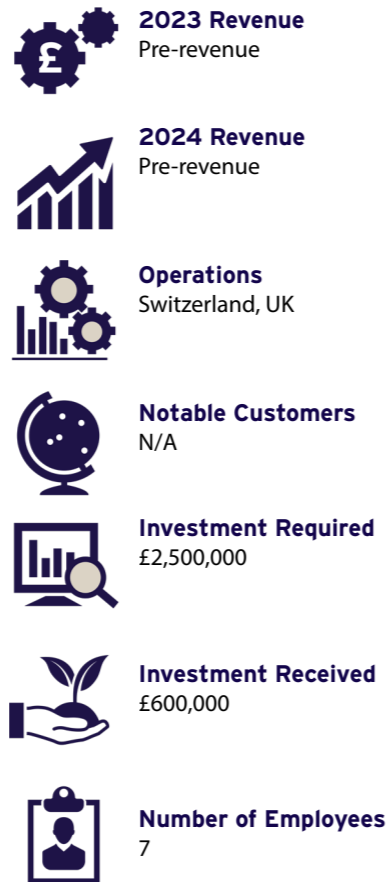 £
2023 Revenue
Pre-revenue
2024 Revenue
Pre-revenue
Operations
Switzerland, UK
Notable Customers
N/A
Investment Required
£2,500,000
Investment Received
£600,000
Number of Employees
7